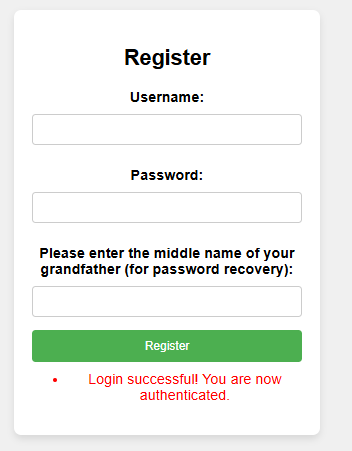 Register
Username:
Password:
Please enter the middle name of your
grandfather (for password recovery):
Register
• Login successful! You are now
authenticated.